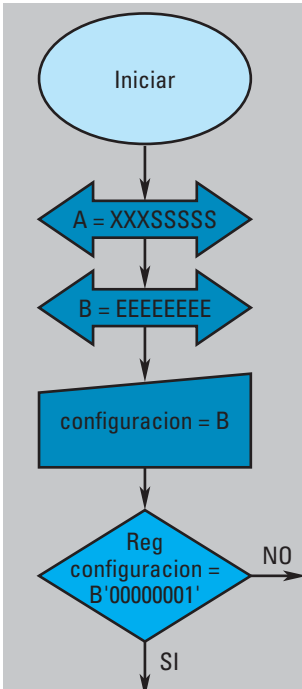 Iniciar
A = XXXSSSSS
B = EEEEEEEE
configuracion = B
Reg
configuracion =
B'00000001'
NO
SI